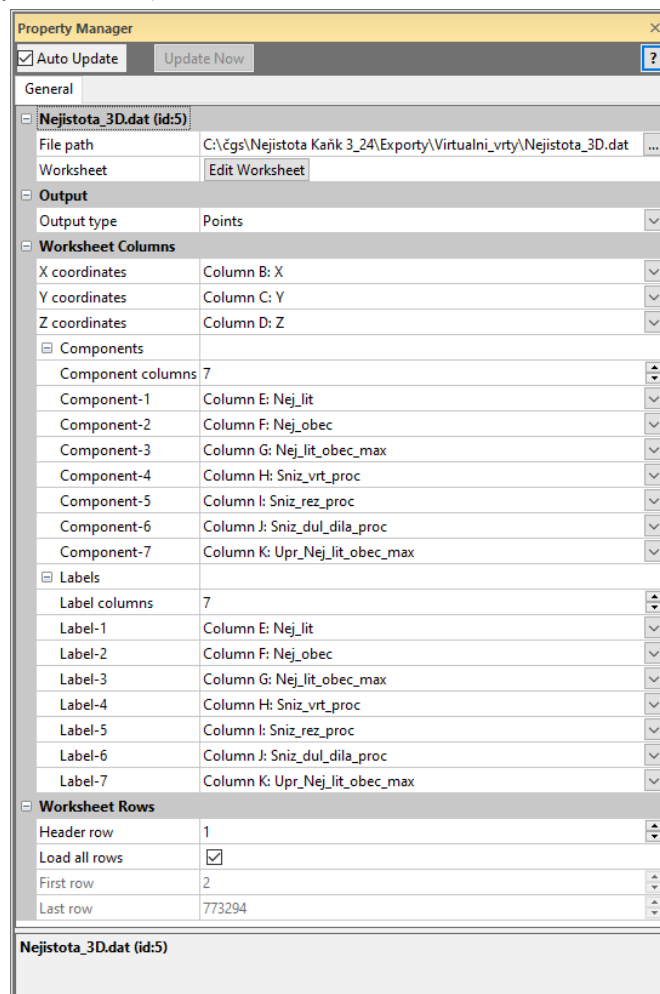 Property Manager
Auto Update Update Now ?
General
Nejistota_3D.dat (id:5)
File path C:\čgs\Nejistota Kaňk 3_24\Exporty\Virtualni_vrty\Nejistota_3D.dat ...
Worksheet Edit Worksheet
Output
Output type Points
Worksheet Columns
X coordinates Column B: X
Y coordinates Column C: Y
Z coordinates Column D: Z
Components
Component columns 7
Component-1 Column E: Nej_lit
Component-2 Column F: Nej_obec
Component-3 Column G: Nej_lit_obec_max
Component-4 Column H: Sniz_vrt_proc
Component-5 Column I: Sniz_rez_proc
Component-6 Column J: Sniz_dul_dila_proc
Component-7 Column K: Upr_Nej_lit_obec_max
Labels
Label columns 7
Label-1 Column E: Nej_lit
Label-2 Column F: Nej_obec
Label-3 Column G: Nej_lit_obec_max
Label-4 Column H: Sniz_vrt_proc
Label-5 Column I: Sniz_rez_proc
Label-6 Column J: Sniz_dul_dila_proc
Label-7 Column K: Upr_Nej_lit_obec_max
Worksheet Rows
Header row 1
Load all rows
First row 2
Last row 773294
Nejistota_3D.dat (id:5)